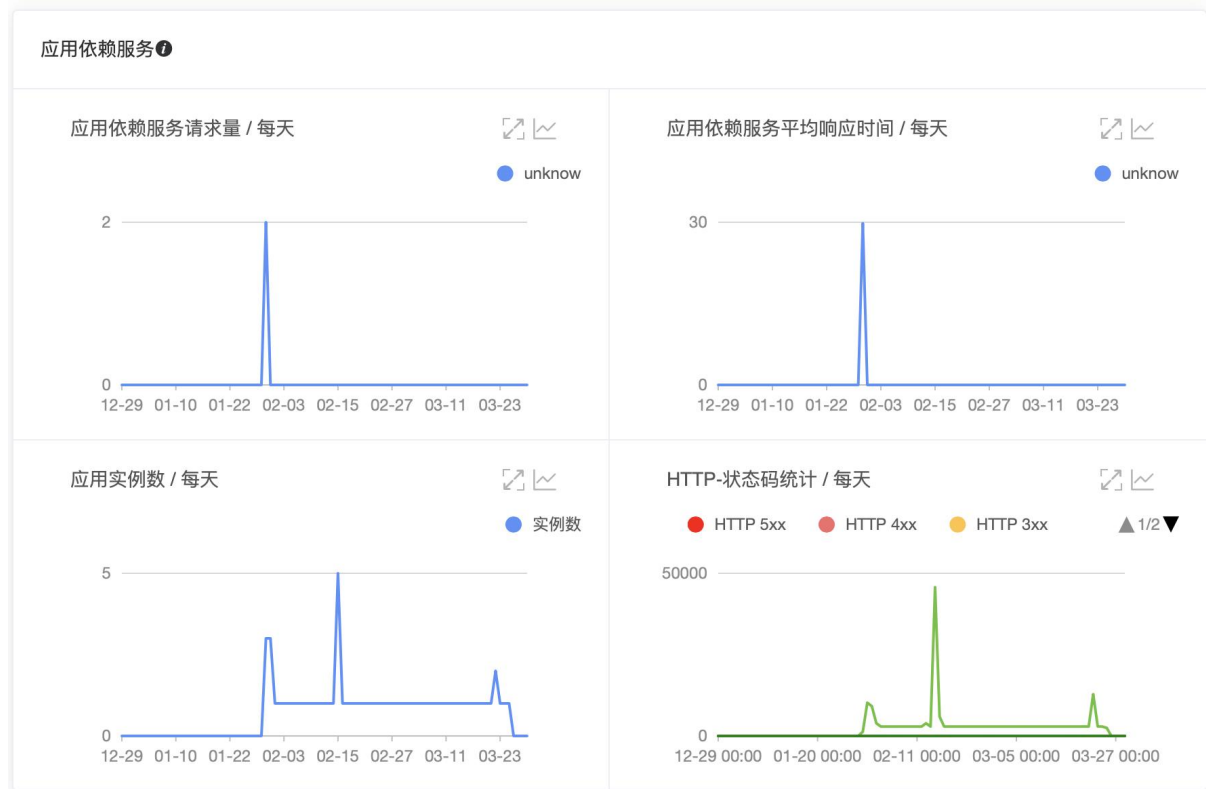 应用依赖服务
应用依赖服务请求量 / 每天
unknow
2
0
12-29 01-10 01-22 02-03 02-15 02-27 03-11 03-23
应用依赖服务平均响应时间 / 每天
unknow
30
0
12-29 01-10 01-22 02-03 02-15 02-27 03-11 03-23
应用实例数 / 每天
实例数
5
0
12-29 01-10 01-22 02-03 02-15 02-27 03-11 03-23
HTTP-状态码统计 / 每天
HTTP 5xx HTTP 4xx HTTP 3xx 1/2
50000
0
12-29 00:00 01-20 00:00 02-11 00:00 03-05 00:00 03-27 00:00